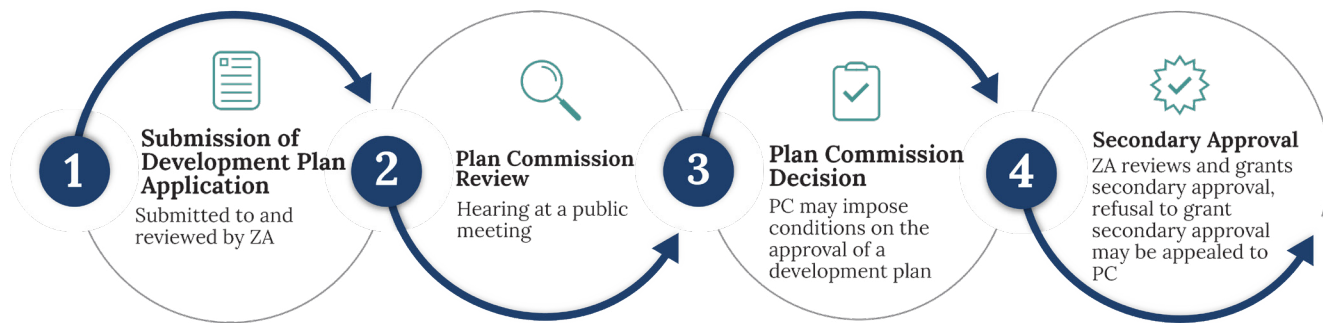 1
Submission of
Development Plan
Application
Submitted to and
reviewed by ZA
2
Plan Commission
Review
Hearing at a public
meeting
3
Plan Commission
Decision
PC may impose
conditions on the
approval of a
development plan
4
Secondary Approval
ZA reviews and grants
secondary approval,
refusal to grant
secondary approval
may be appealed to
PC